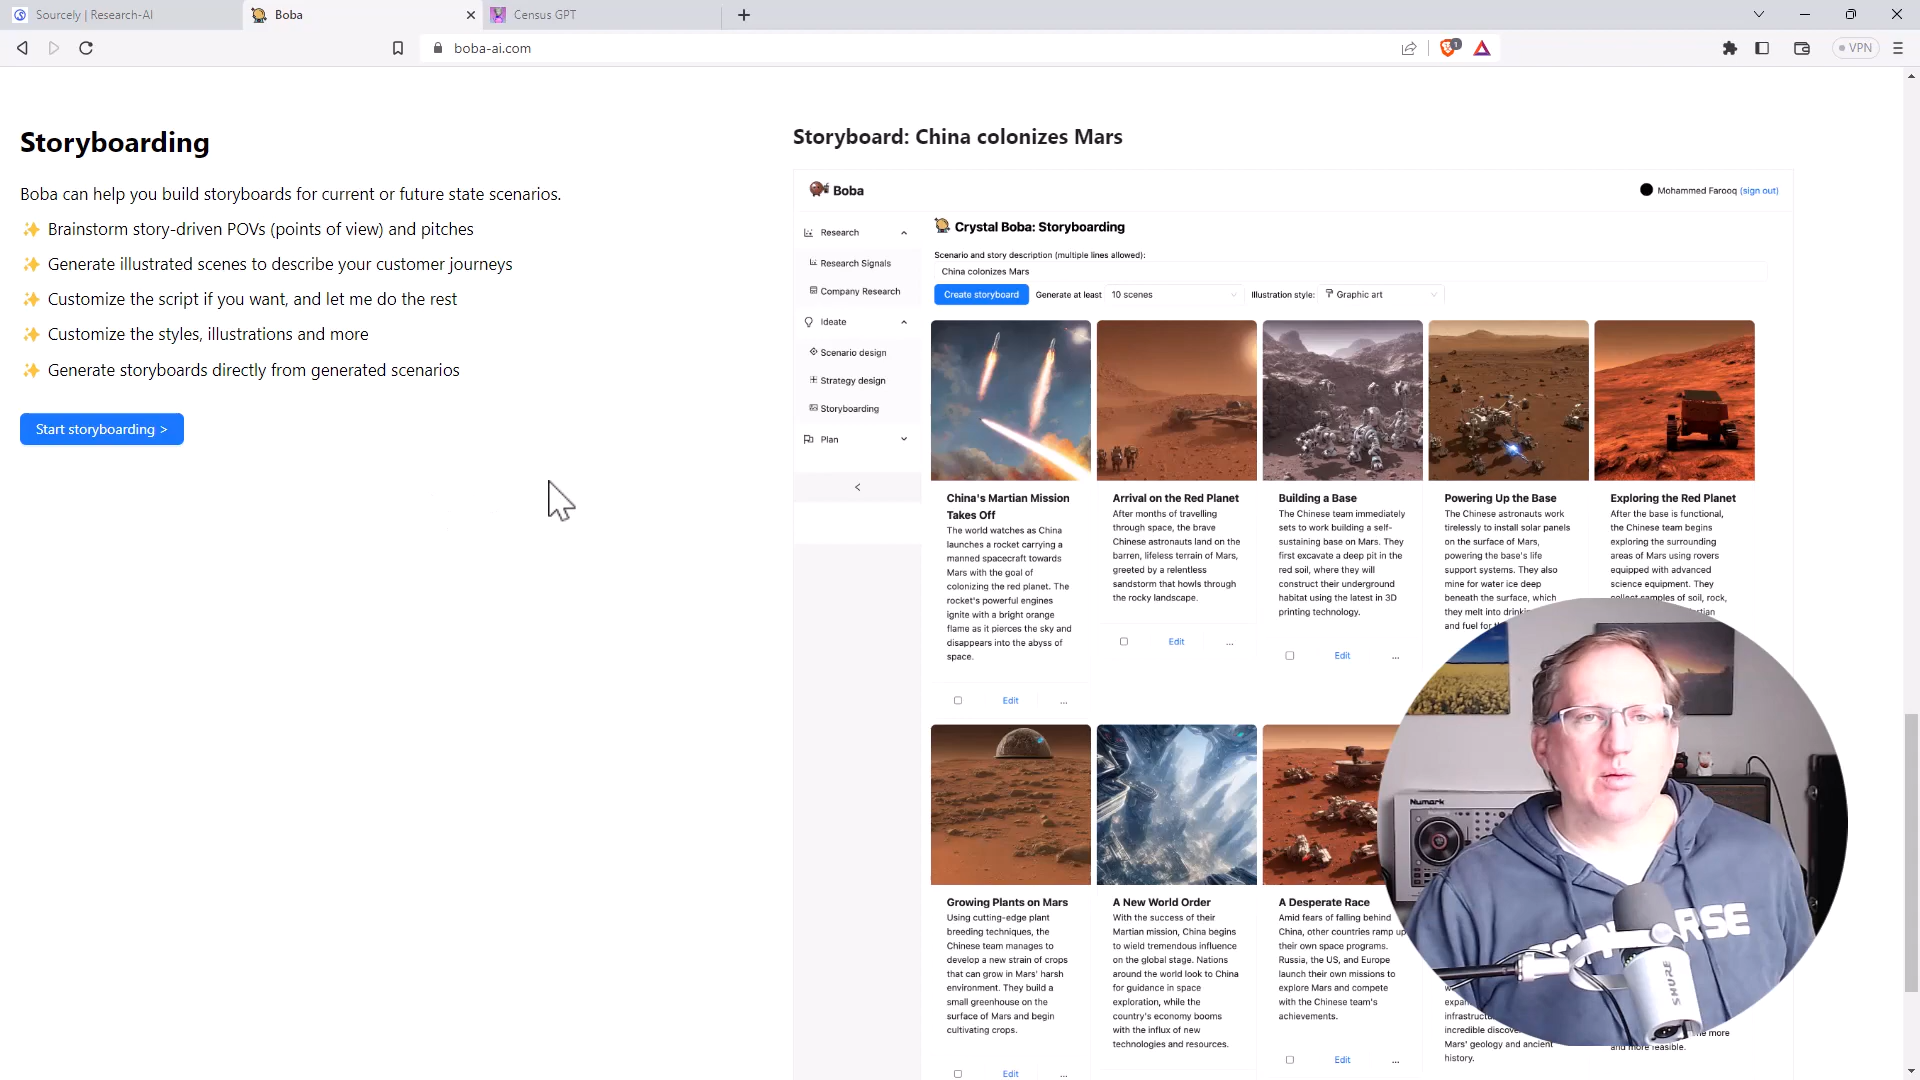 Sourcely | Research-AI
Boba
Census GPT
boba-ai.com
1
VPN
Storyboarding
Boba can help you build storyboards for current or future state scenarios.
✨ Brainstorm story-driven POVs (points of view) and pitches
✨ Generate illustrated scenes to describe your customer journeys
✨ Customize the script if you want, and let me do the rest
✨ Customize the styles, illustrations and more
✨ Generate storyboards directly from generated scenarios
Start storyboarding >
Storyboard: China colonizes Mars
Boba
Mohammed Farooq (sign out)
Research
Research Signals
Company Research
Ideate
Scenario design
Strategy design
Storyboarding
Plan
<
Crystal Boba: Storyboarding
Scenario and story description (multiple lines allowed):
China colonizes Mars
Create storyboard Generate at least 10 scenes Illustration style: Graphic art
China's Martian Mission
Takes Off
The world watches as China
launches a rocket carrying a
manned spacecraft towards
Mars with the goal of
colonizing the red planet. The
rocket's powerful engines
ignite with a bright orange
flame as it pierces the sky and
disappears into the abyss of
space.
Edit ...
Arrival on the Red Planet
After months of travelling
through space, the brave
Chinese astronauts land on the
barren, lifeless terrain of Mars,
greeted by a relentless
sandstorm that howls through
the rocky landscape.
Edit ...
Building a Base
The Chinese team immediately
sets to work building a self-
sustaining base on Mars. They
first excavate a deep pit in the
red soil, where they will
construct their underground
habitat using the latest in 3D
printing technology.
Edit ...
Powering Up the Base
The Chinese astronauts work
tirelessly to install solar panels
on the surface of Mars,
powering the base's life
support systems. They also
mine for water ice deep
beneath the surface, which
they melt into
and fuel for
Exploring the Red Planet
After the base is functional,
the Chinese team begins
exploring the surrounding
areas of Mars using rovers
equipped with advanced
science equipment. They
collect samples of soil, rock,
Growing Plants on Mars
Using cutting-edge plant
breeding techniques, the
Chinese team manages to
develop a new strain of crops
that can grow in Mars' harsh
environment. They build a
small greenhouse on the
surface of Mars and begin
cultivating crops.
Edit ...
A New World Order
With the success of their
Martian mission, China begins
to wield tremendous influence
on the global stage. Nations
around the world look to China
for guidance in space
exploration, while the
country's economy booms
with the influx of new
technologies and resources.
A Desperate Race
Amid fears of falling behind
China, other countries ramp up
their own space programs.
Russia, the US, and Europe
launch their own missions to
explore Mars and compete
with the Chinese team's
achievements.
Edit ...
incredible
Mars' geology and ancient
history.
more
and more feasible.
Numark
SHURE